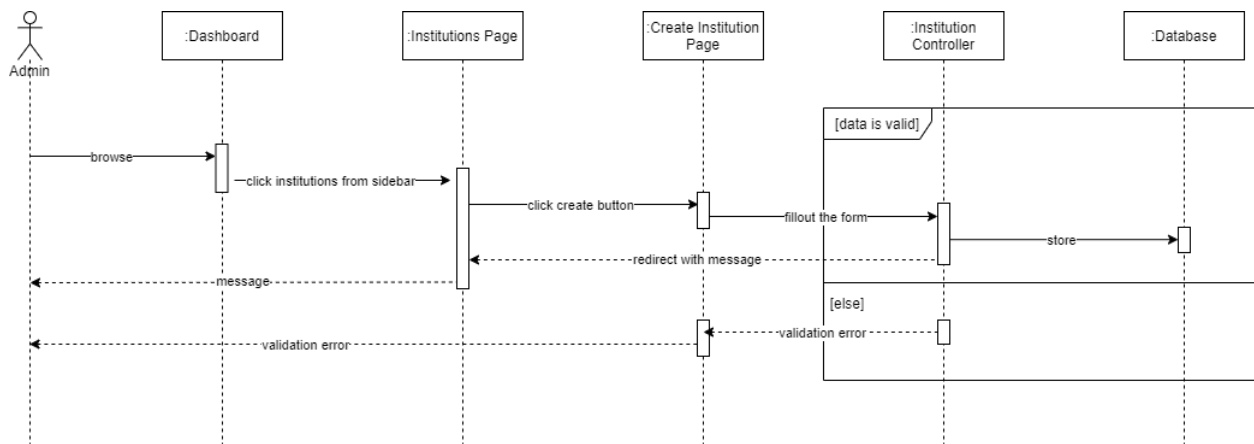 Admin
:Dashboard
:Institutions Page
:Create Institution
Page
:Institution
Controller
:Database
[data is valid]
browse
click institutions from sidebar
click create button
fillout the form
store
redirect with message
message
[else]
validation error
validation error